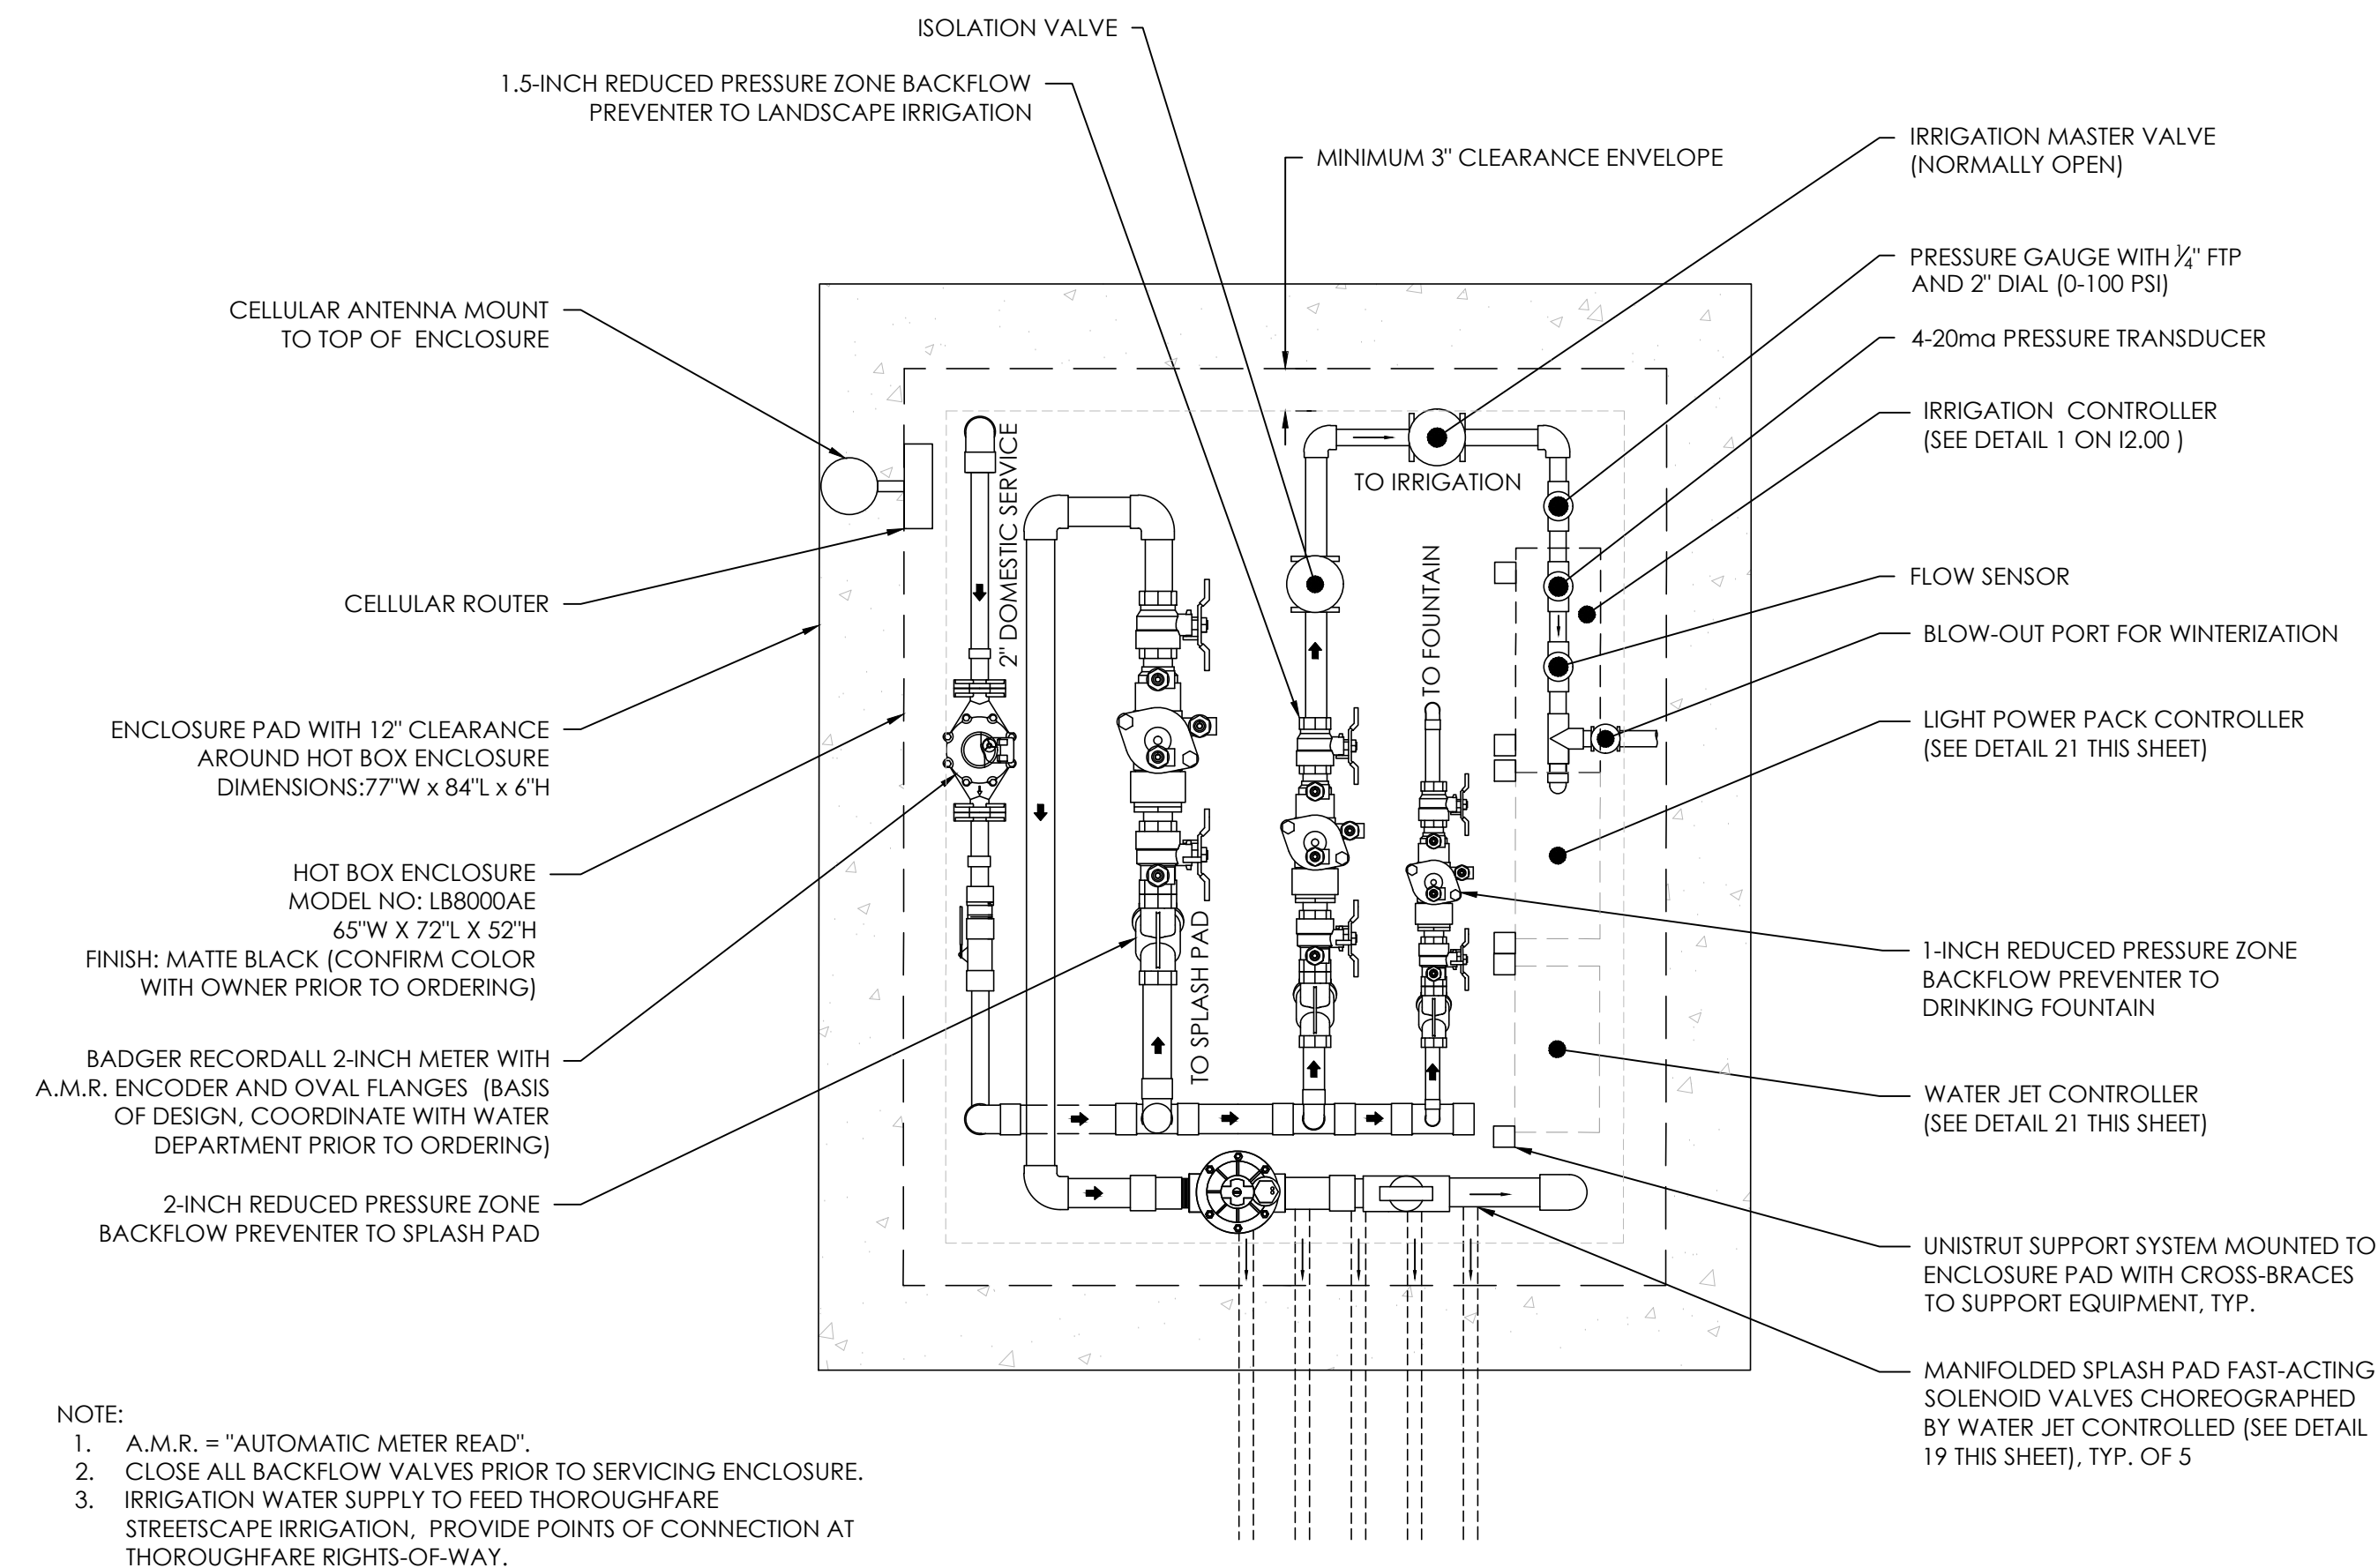 ISOLATION VALVE
1.5-INCH REDUCED PRESSURE ZONE BACKFLOW
PREVENTER TO LANDSCAPE IRRIGATION
MINIMUM 3" CLEARANCE ENVELOPE
IRRIGATION MASTER VALVE
(NORMALLY OPEN)
PRESSURE GAUGE WITH ¼" FTP
AND 2" DIAL (0-100 PSI)
4-20ma PRESSURE TRANSDUCER
IRRIGATION CONTROLLER
(SEE DETAIL 1 ON I2.00 )
FLOW SENSOR
BLOW-OUT PORT FOR WINTERIZATION
LIGHT POWER PACK CONTROLLER
(SEE DETAIL 21 THIS SHEET)
1-INCH REDUCED PRESSURE ZONE
BACKFLOW PREVENTER TO
DRINKING FOUNTAIN
WATER JET CONTROLLER
(SEE DETAIL 21 THIS SHEET)
UNISTRUT SUPPORT SYSTEM MOUNTED TO
ENCLOSURE PAD WITH CROSS-BRACES
TO SUPPORT EQUIPMENT, TYP.
MANIFOLDED SPLASH PAD FAST-ACTING
SOLENOID VALVES CHOREOGRAPHED
BY WATER JET CONTROLLED (SEE DETAIL
19 THIS SHEET), TYP. OF 5
CELLULAR ANTENNA MOUNT
TO TOP OF ENCLOSURE
CELLULAR ROUTER
ENCLOSURE PAD WITH 12" CLEARANCE
AROUND HOT BOX ENCLOSURE
DIMENSIONS:77"W x 84"L x 6"H
HOT BOX ENCLOSURE
MODEL NO: LB8000AE
65"W X 72"L X 52"H
FINISH: MATTE BLACK (CONFIRM COLOR
WITH OWNER PRIOR TO ORDERING)
BADGER RECORDALL 2-INCH METER WITH
A.M.R. ENCODER AND OVAL FLANGES (BASIS
OF DESIGN, COORDINATE WITH WATER
DEPARTMENT PRIOR TO ORDERING)
2-INCH REDUCED PRESSURE ZONE
BACKFLOW PREVENTER TO SPLASH PAD
2" DOMESTIC SERVICE
TO SPLASH PAD
TO IRRIGATION
TO FOUNTAIN
NOTE:
1. A.M.R. = "AUTOMATIC METER READ".
2. CLOSE ALL BACKFLOW VALVES PRIOR TO SERVICING ENCLOSURE.
3. IRRIGATION WATER SUPPLY TO FEED THOROUGHFARE
STREETSCAPE IRRIGATION, PROVIDE POINTS OF CONNECTION AT
THOROUGHFARE RIGHTS-OF-WAY.